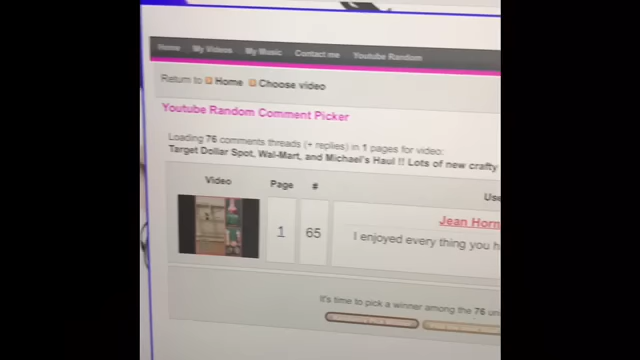 Home My Videos My Music Contact me Youtube Random
Return to Home Choose video
Youtube Random Comment Picker
Loading 76 comments threads (+ replies) in 1 pages for video:
Target Dollar Spot, Wal-Mart, and Michael's Haul !! Lots of new crafty
Video Page # Use
1 65 Jean Horn
I enjoyed every thing you h
It's time to pick a winner among the 76 un